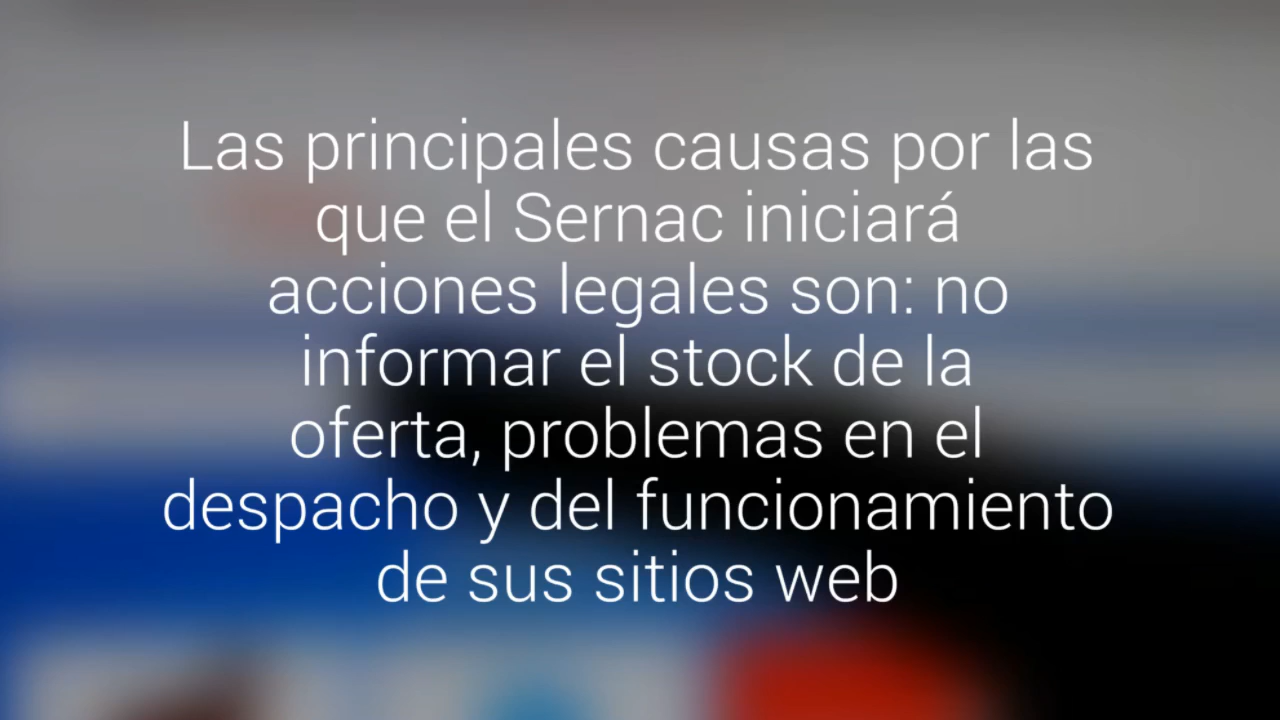 Las principales causas por las
que el Sernac iniciará
acciones legales son: no
informar el stock de la
oferta, problemas en el
despacho y del funcionamiento
de sus sitios web